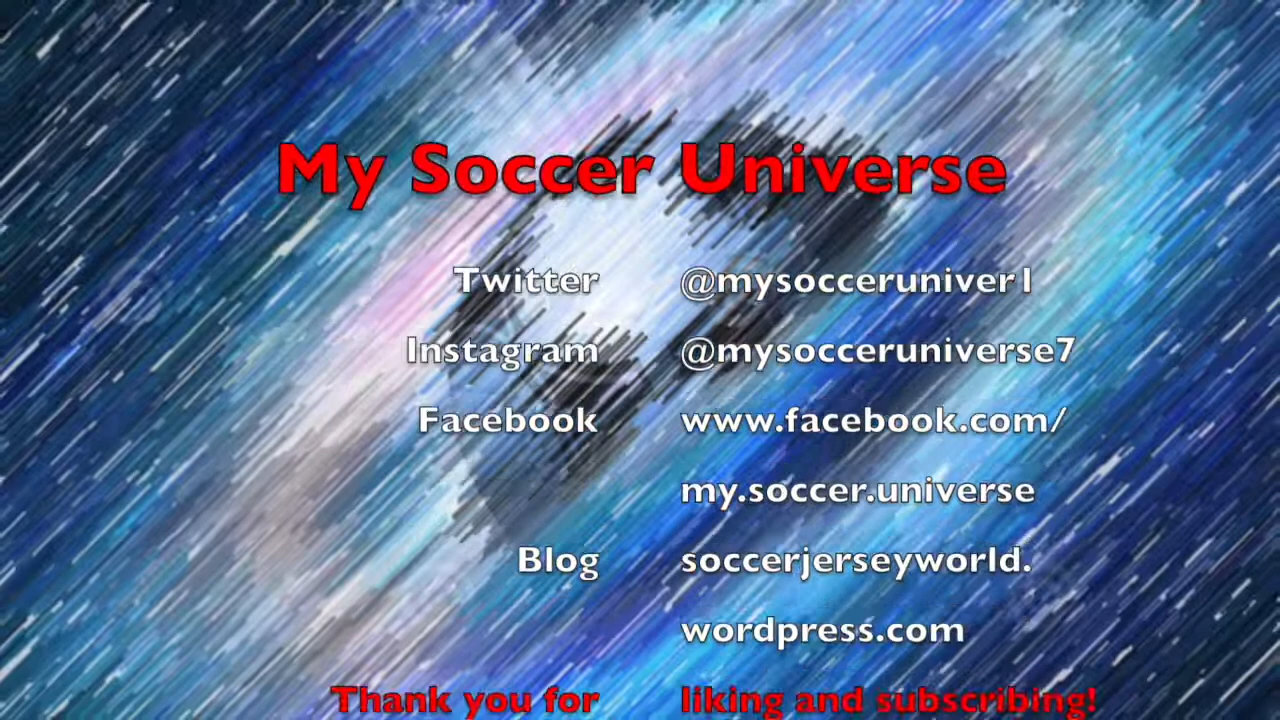 My Soccer Universe
Twitter @mysocceruniver1
Instagram @mysocceruniverse7
Facebook www.facebook.com/
my.soccer.universe
Blog soccerjerseyworld.
wordpress.com
Thank you for liking and subscribing!